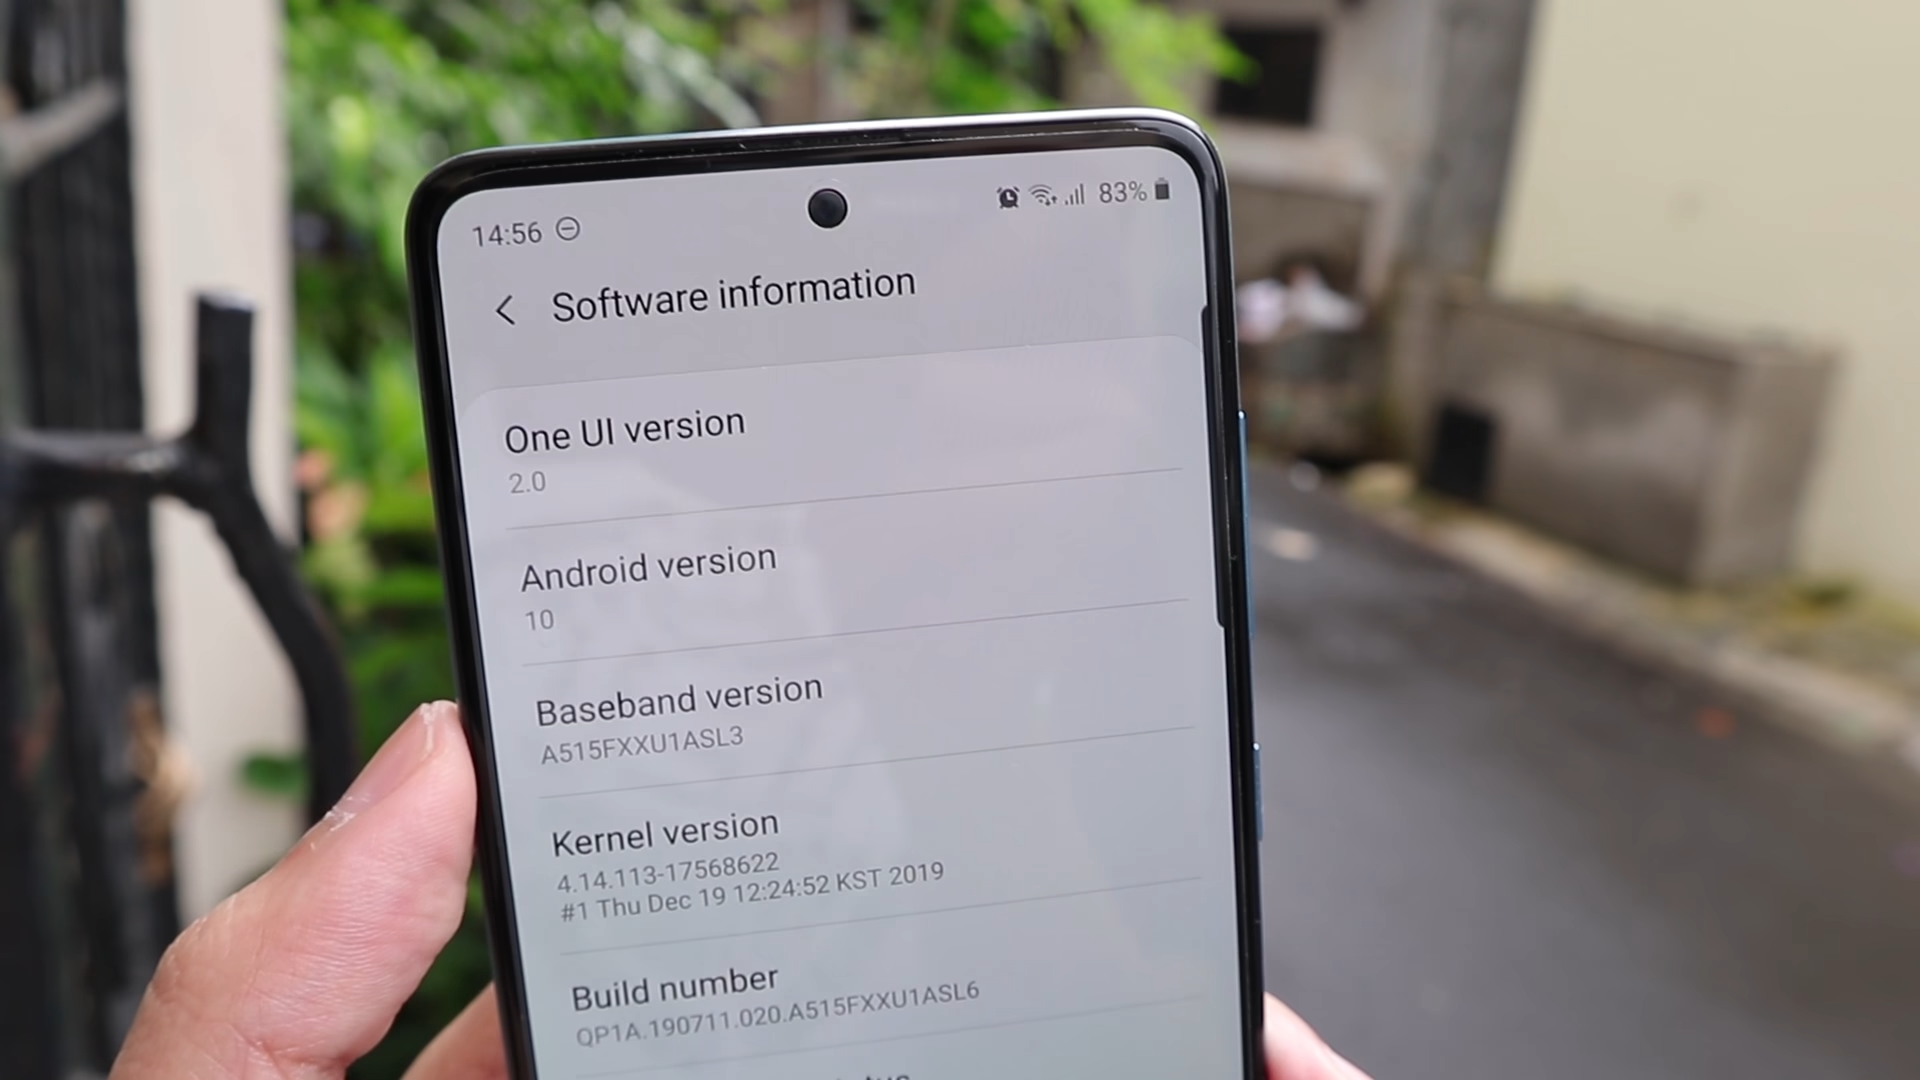 14:56 83%
Software information
One UI version
2.0
Android version
10
Baseband version
A515FXXU1ASL3
Kernel version
4.14.113-17568622
#1 Thu Dec 19 12:24:52 KST 2019
Build number
QP1A.190711.020.A515FXXU1ASL6